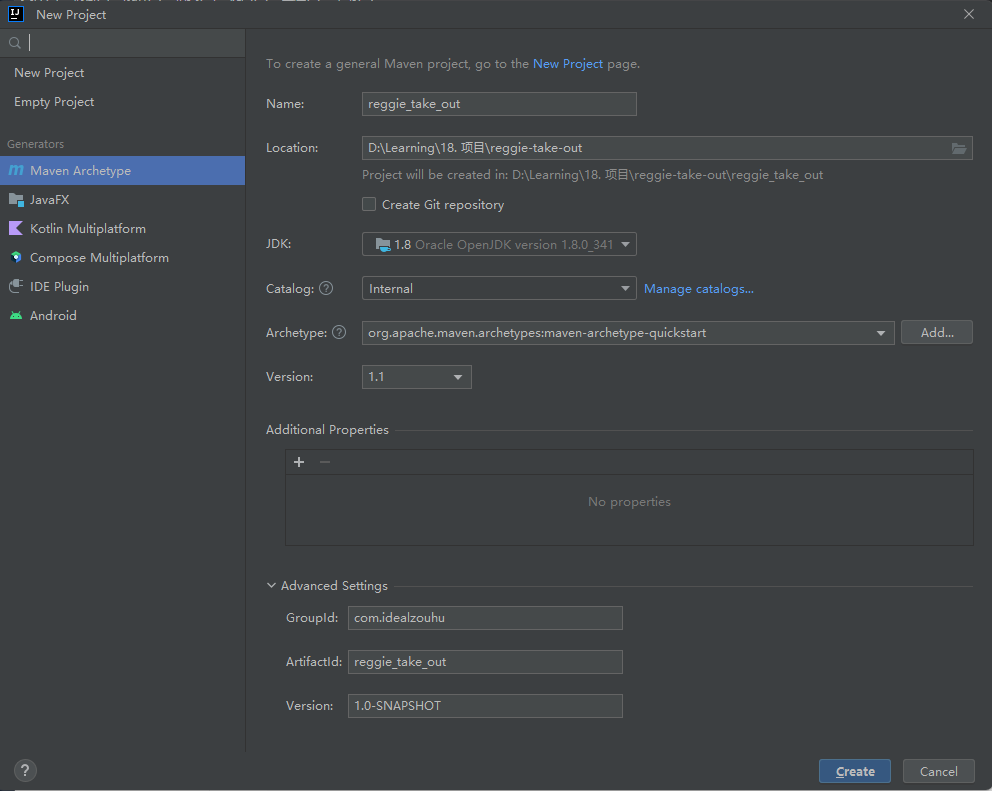 IJ
New Project
New Project
Empty Project
Generators
Maven Archetype
JavaFX
Kotlin Multiplatform
Compose Multiplatform
IDE Plugin
Android
To create a general Maven project, go to the New Project page.
Name: reggie_take_out
Location: D:\Learning\18. 项目\reggie-take-out
Project will be created in: D:\Learning\18. 项目\reggie-take-out\reggie_take_out
Create Git repository
JDK: 1.8 Oracle OpenJDK version 1.8.0_341
Catalog: ? Internal Manage catalogs...
Archetype: ? org.apache.maven.archetypes:maven-archetype-quickstart Add...
Version: 1.1
Additional Properties
+ −
No properties
Advanced Settings
GroupId: com.idealzouhu
ArtifactId: reggie_take_out
Version: 1.0-SNAPSHOT
? Create Cancel